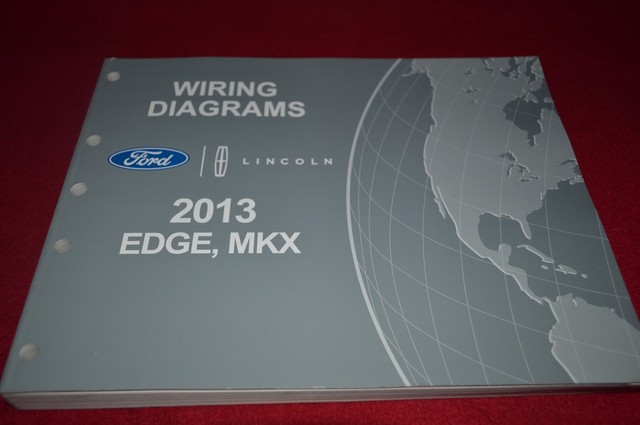 WIRING
DIAGRAMS
Ford | LINCOLN
2013
EDGE, MKX